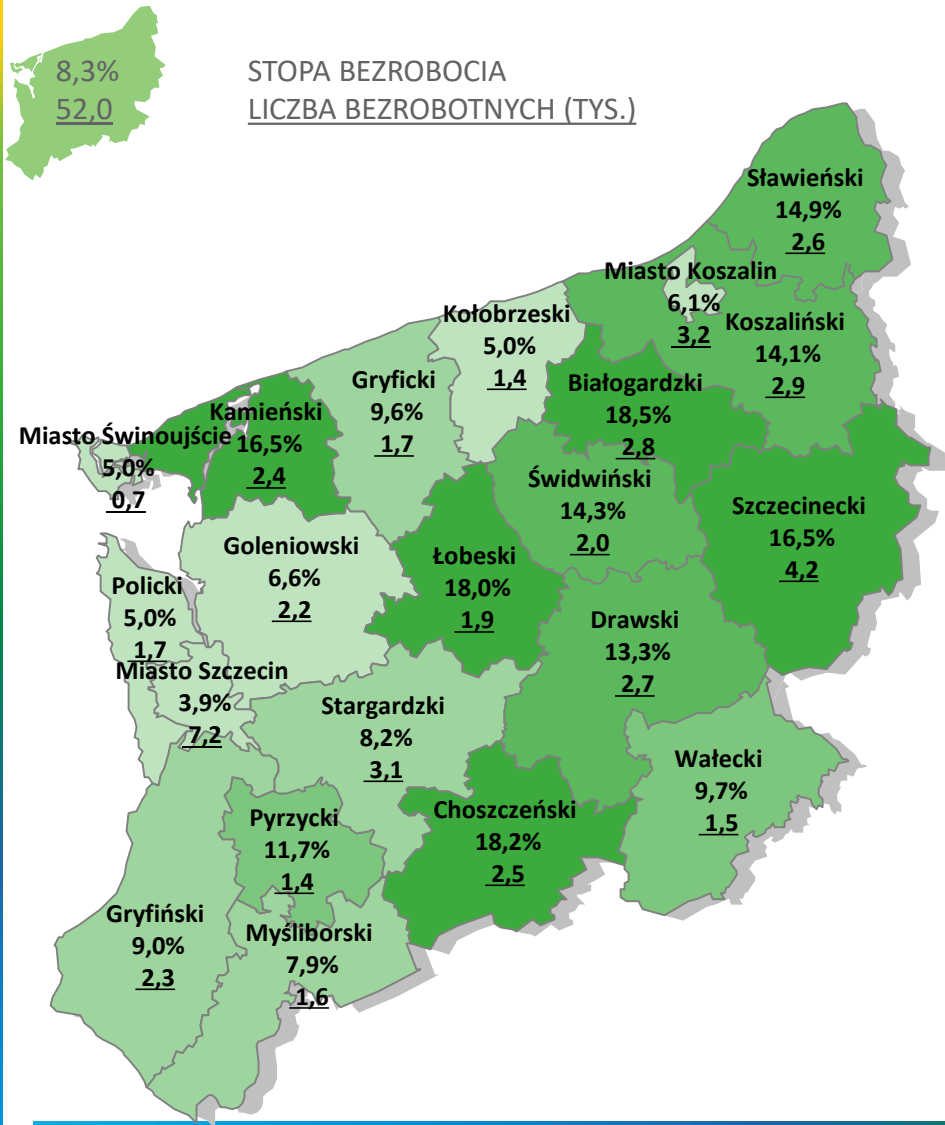 8,3%
52,0
STOPA BEZROBOCIA
LICZBA BEZROBOTNYCH (TYS.)
Sławieński
14,9%
2,6
Miasto Koszalin
6,1%
3,2
Koszaliński
14,1%
2,9
Kołobrzeski
5,0%
1,4
Gryficki
9,6%
1,7
Białogardzki
18,5%
2,8
Kamieński
16,5%
2,4
Miasto Świnoujście
5,0%
0,7
Świdwiński
14,3%
2,0
Szczecinecki
16,5%
4,2
Goleniowski
6,6%
2,2
Łobeski
18,0%
1,9
Policki
5,0%
1,7
Drawski
13,3%
2,7
Miasto Szczecin
3,9%
7,2
Stargardzki
8,2%
3,1
Wałecki
9,7%
1,5
Choszczeński
18,2%
2,5
Pyrzycki
11,7%
1,4
Gryfiński
9,0%
2,3
Myśliborski
7,9%
1,6